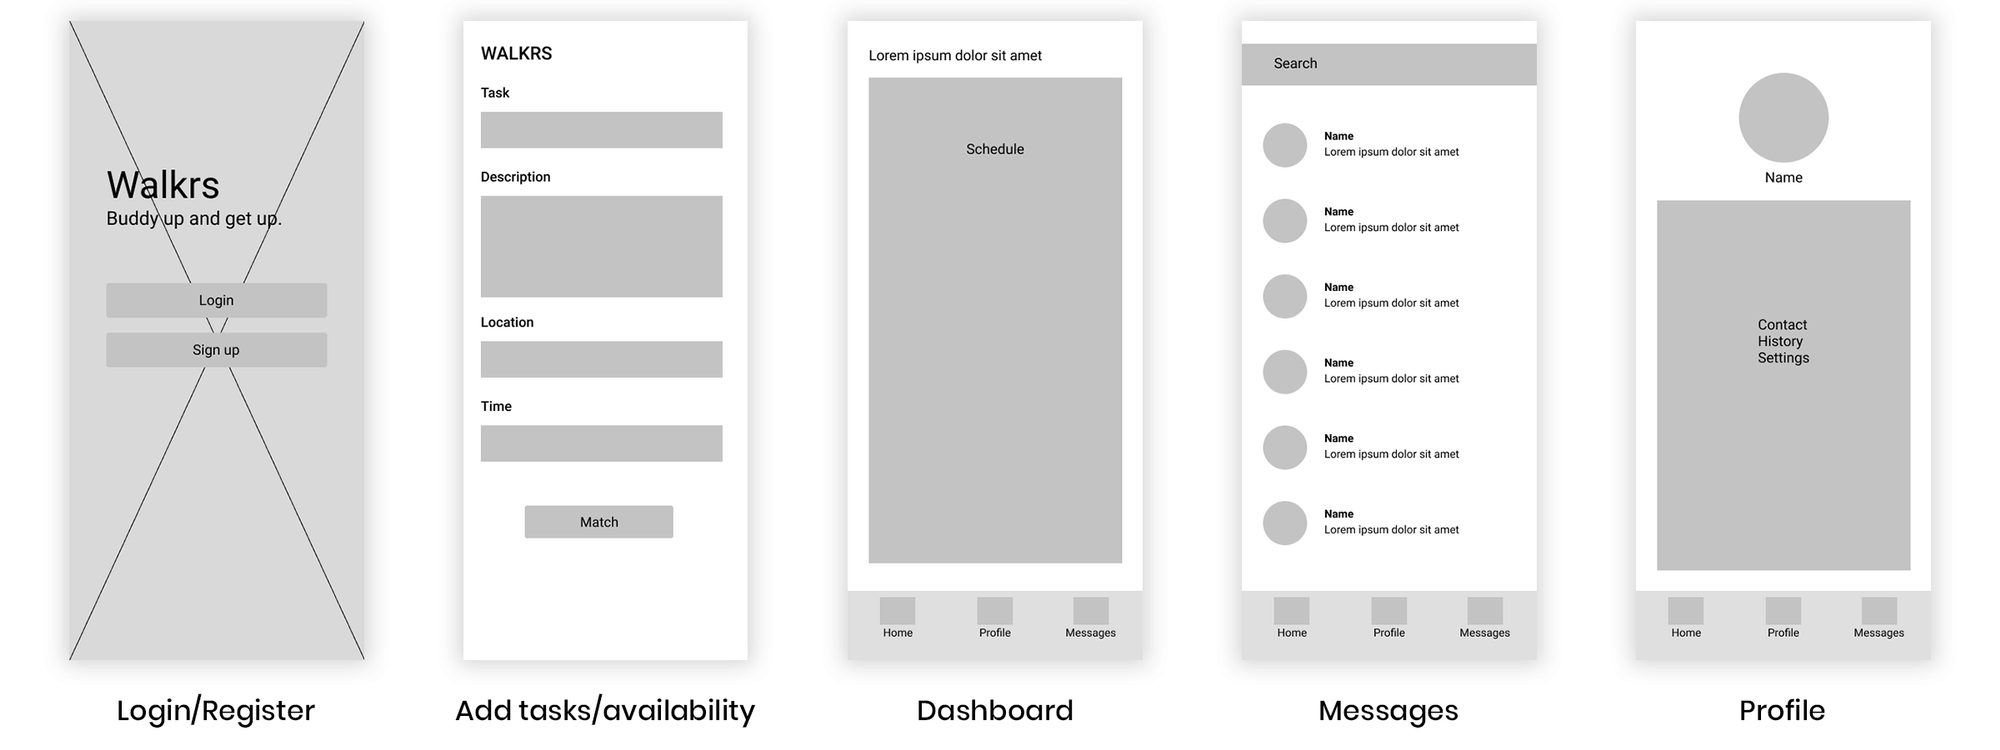 Walkrs
Buddy up and get up.
Login
Sign up
Login/Register
WALKRS
Task
Description
Location
Time
Match
Add tasks/availability
Lorem ipsum dolor sit amet
Schedule
Home
Profile
Messages
Dashboard
Search
Name
Lorem ipsum dolor sit amet
Name
Lorem ipsum dolor sit amet
Name
Lorem ipsum dolor sit amet
Name
Lorem ipsum dolor sit amet
Name
Lorem ipsum dolor sit amet
Name
Lorem ipsum dolor sit amet
Home
Profile
Messages
Messages
Name
Contact
History
Settings
Home
Profile
Messages
Profile